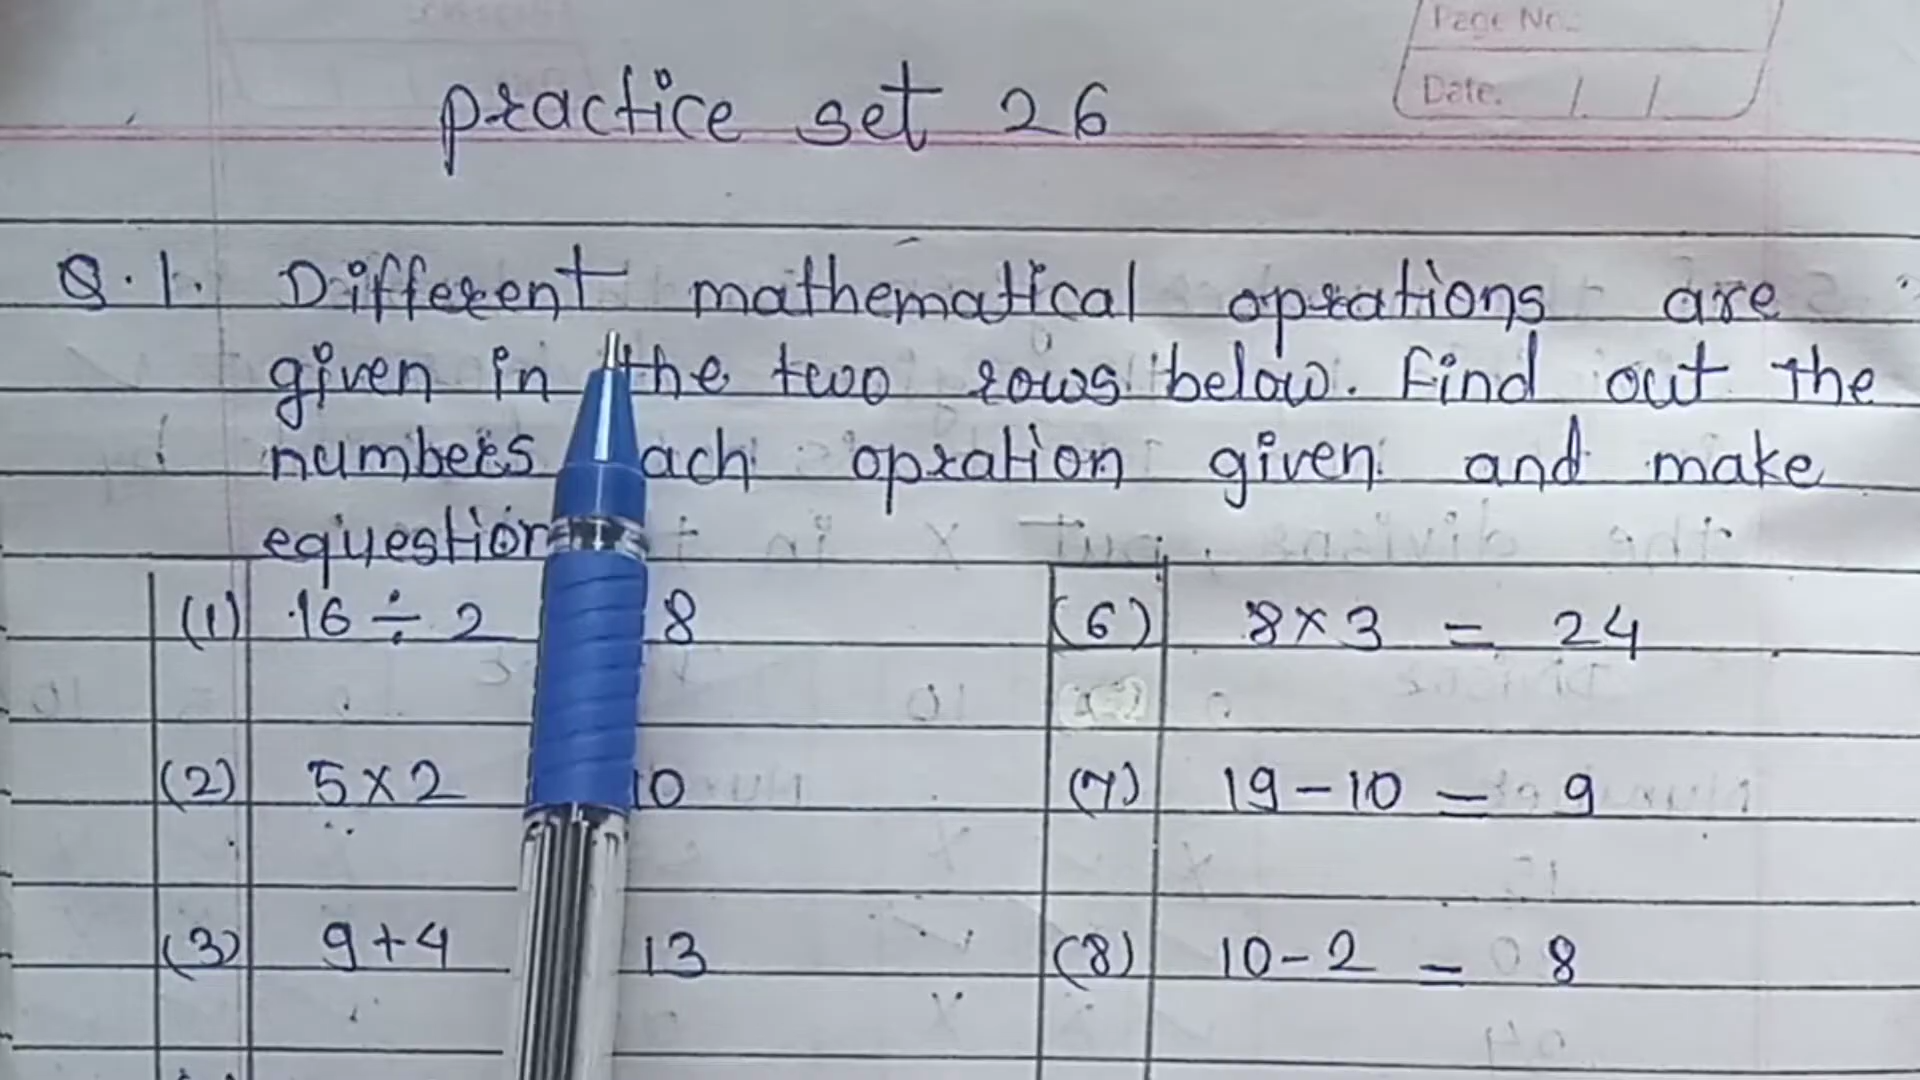 Page No.
Date. / /
practice set 26
Q.1. Different mathematical oprations are
given in the two rows below. Find out the
numbers ach opration given and make
equestion
(1) 16 ÷ 2 8
(6) 8 × 3 = 24
(2) 5 × 2 10
(7) 19 - 10 = 9
(3) 9 + 4 13
(8) 10 - 2 = 8